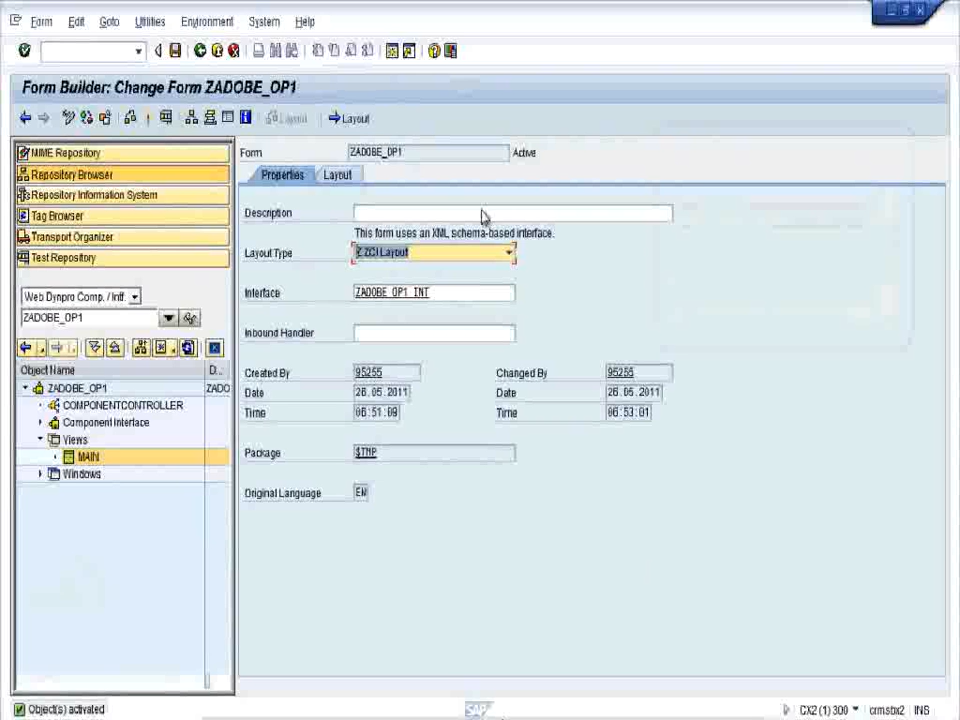 Form Edit Goto Utilities Environment System Help
Form Builder: Change Form ZADOBE_OP1
Layout Layout
MIME Repository
Repository Browser
Repository Information System
Tag Browser
Transport Organizer
Test Repository
Web Dynpro Comp. / Intf.
ZADOBE_OP1
Object Name D..
ZADOBE_OP1 ZADO
COMPONENTCONTROLLER
Component Interface
Views
MAIN
Windows
Form ZADOBE_OP1 Active
Properties Layout
Description
This form uses an XML schema-based interface.
Layout Type Z ZCI Layout
Interface ZADOBE_OP1_INT
Inbound Handler
Created By 95255 Changed By 95255
Date 26.05.2011 Date 26.05.2011
Time 06:51:09 Time 06:53:01
Package $TMP
Original Language EN
Object(s) activated
SAP
CX2 (1) 300 crmsbx2 INS